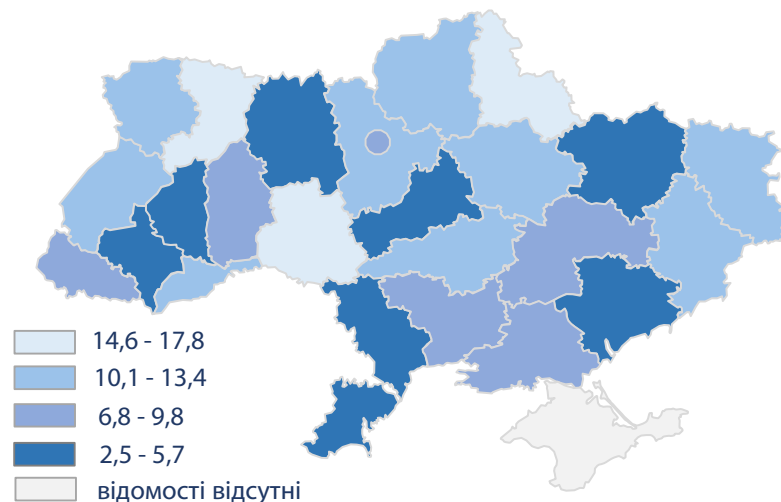 14,6 - 17,8
10,1 - 13,4
6,8 - 9,8
2,5 - 5,7
відомості відсутні